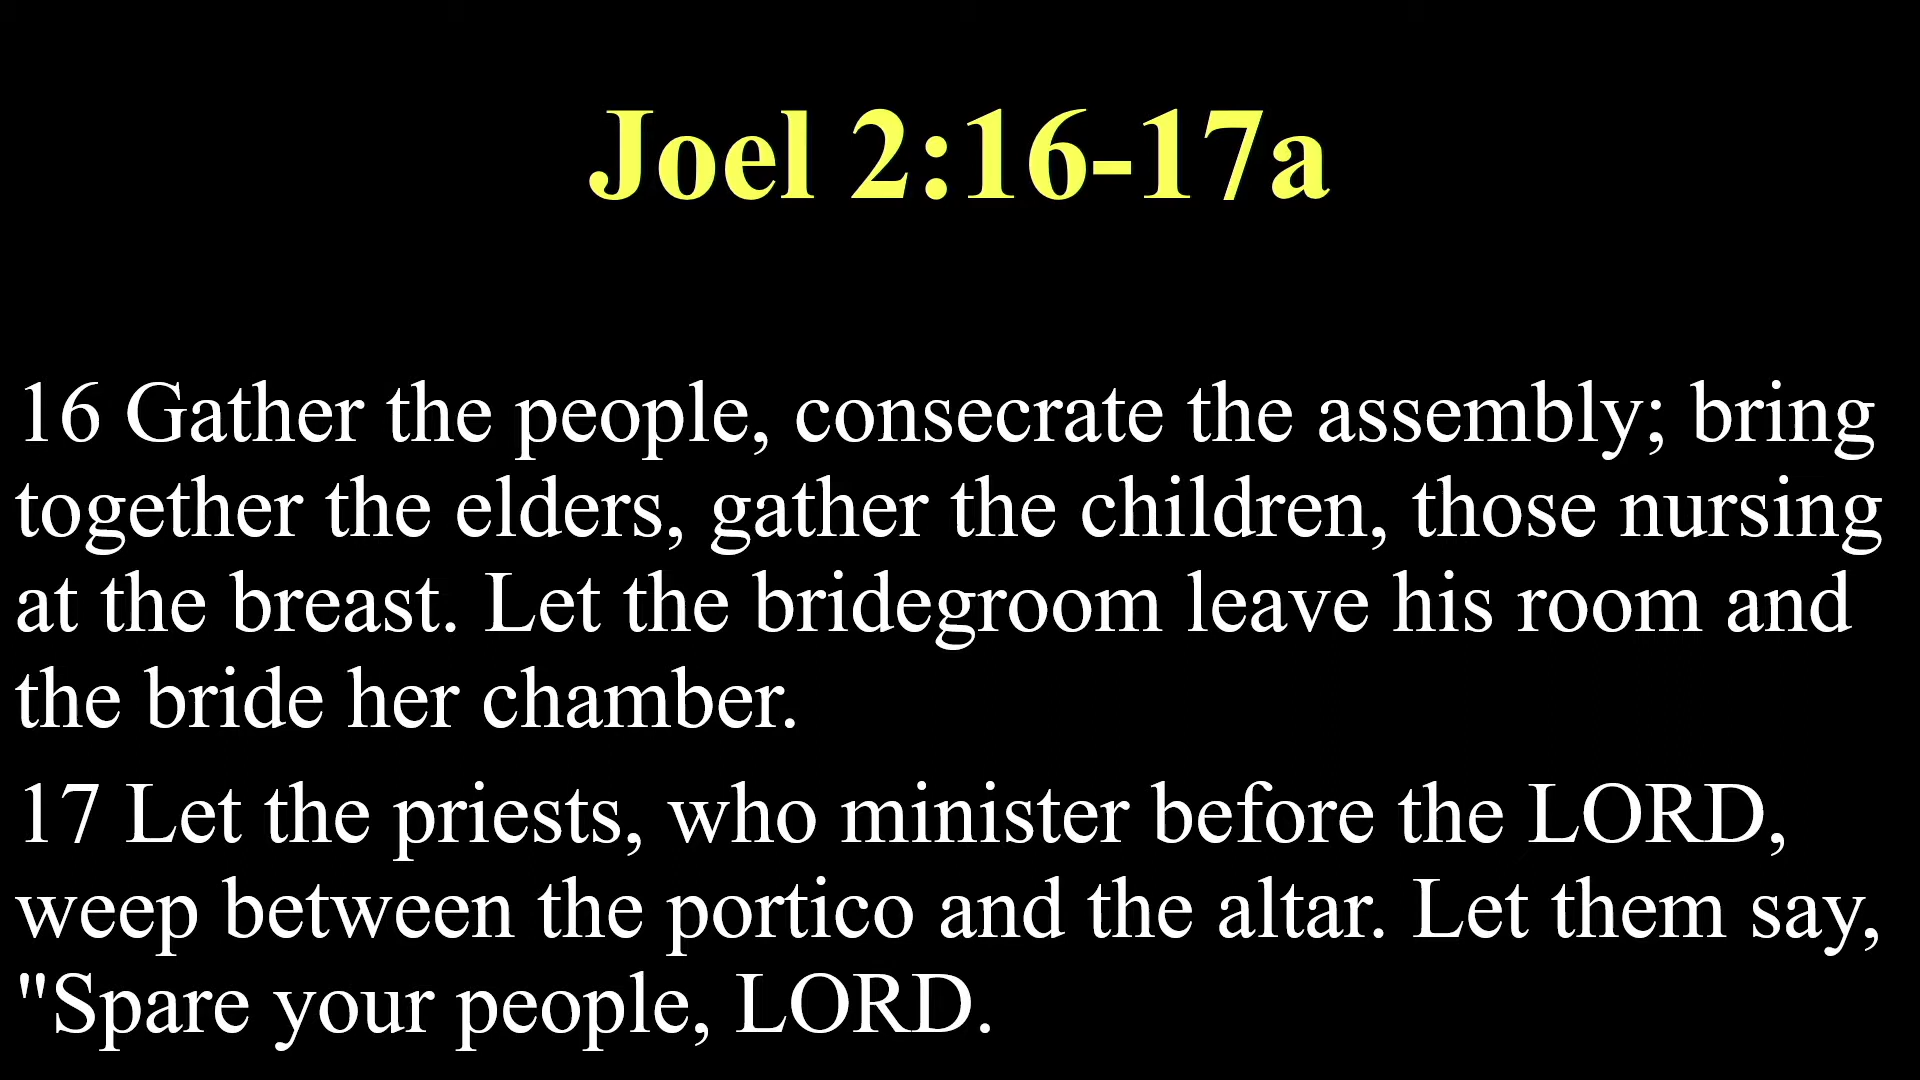 Joel 2:16-17a
16 Gather the people, consecrate the assembly; bring
together the elders, gather the children, those nursing
at the breast. Let the bridegroom leave his room and
the bride her chamber.
17 Let the priests, who minister before the LORD,
weep between the portico and the altar. Let them say,
"Spare your people, LORD.